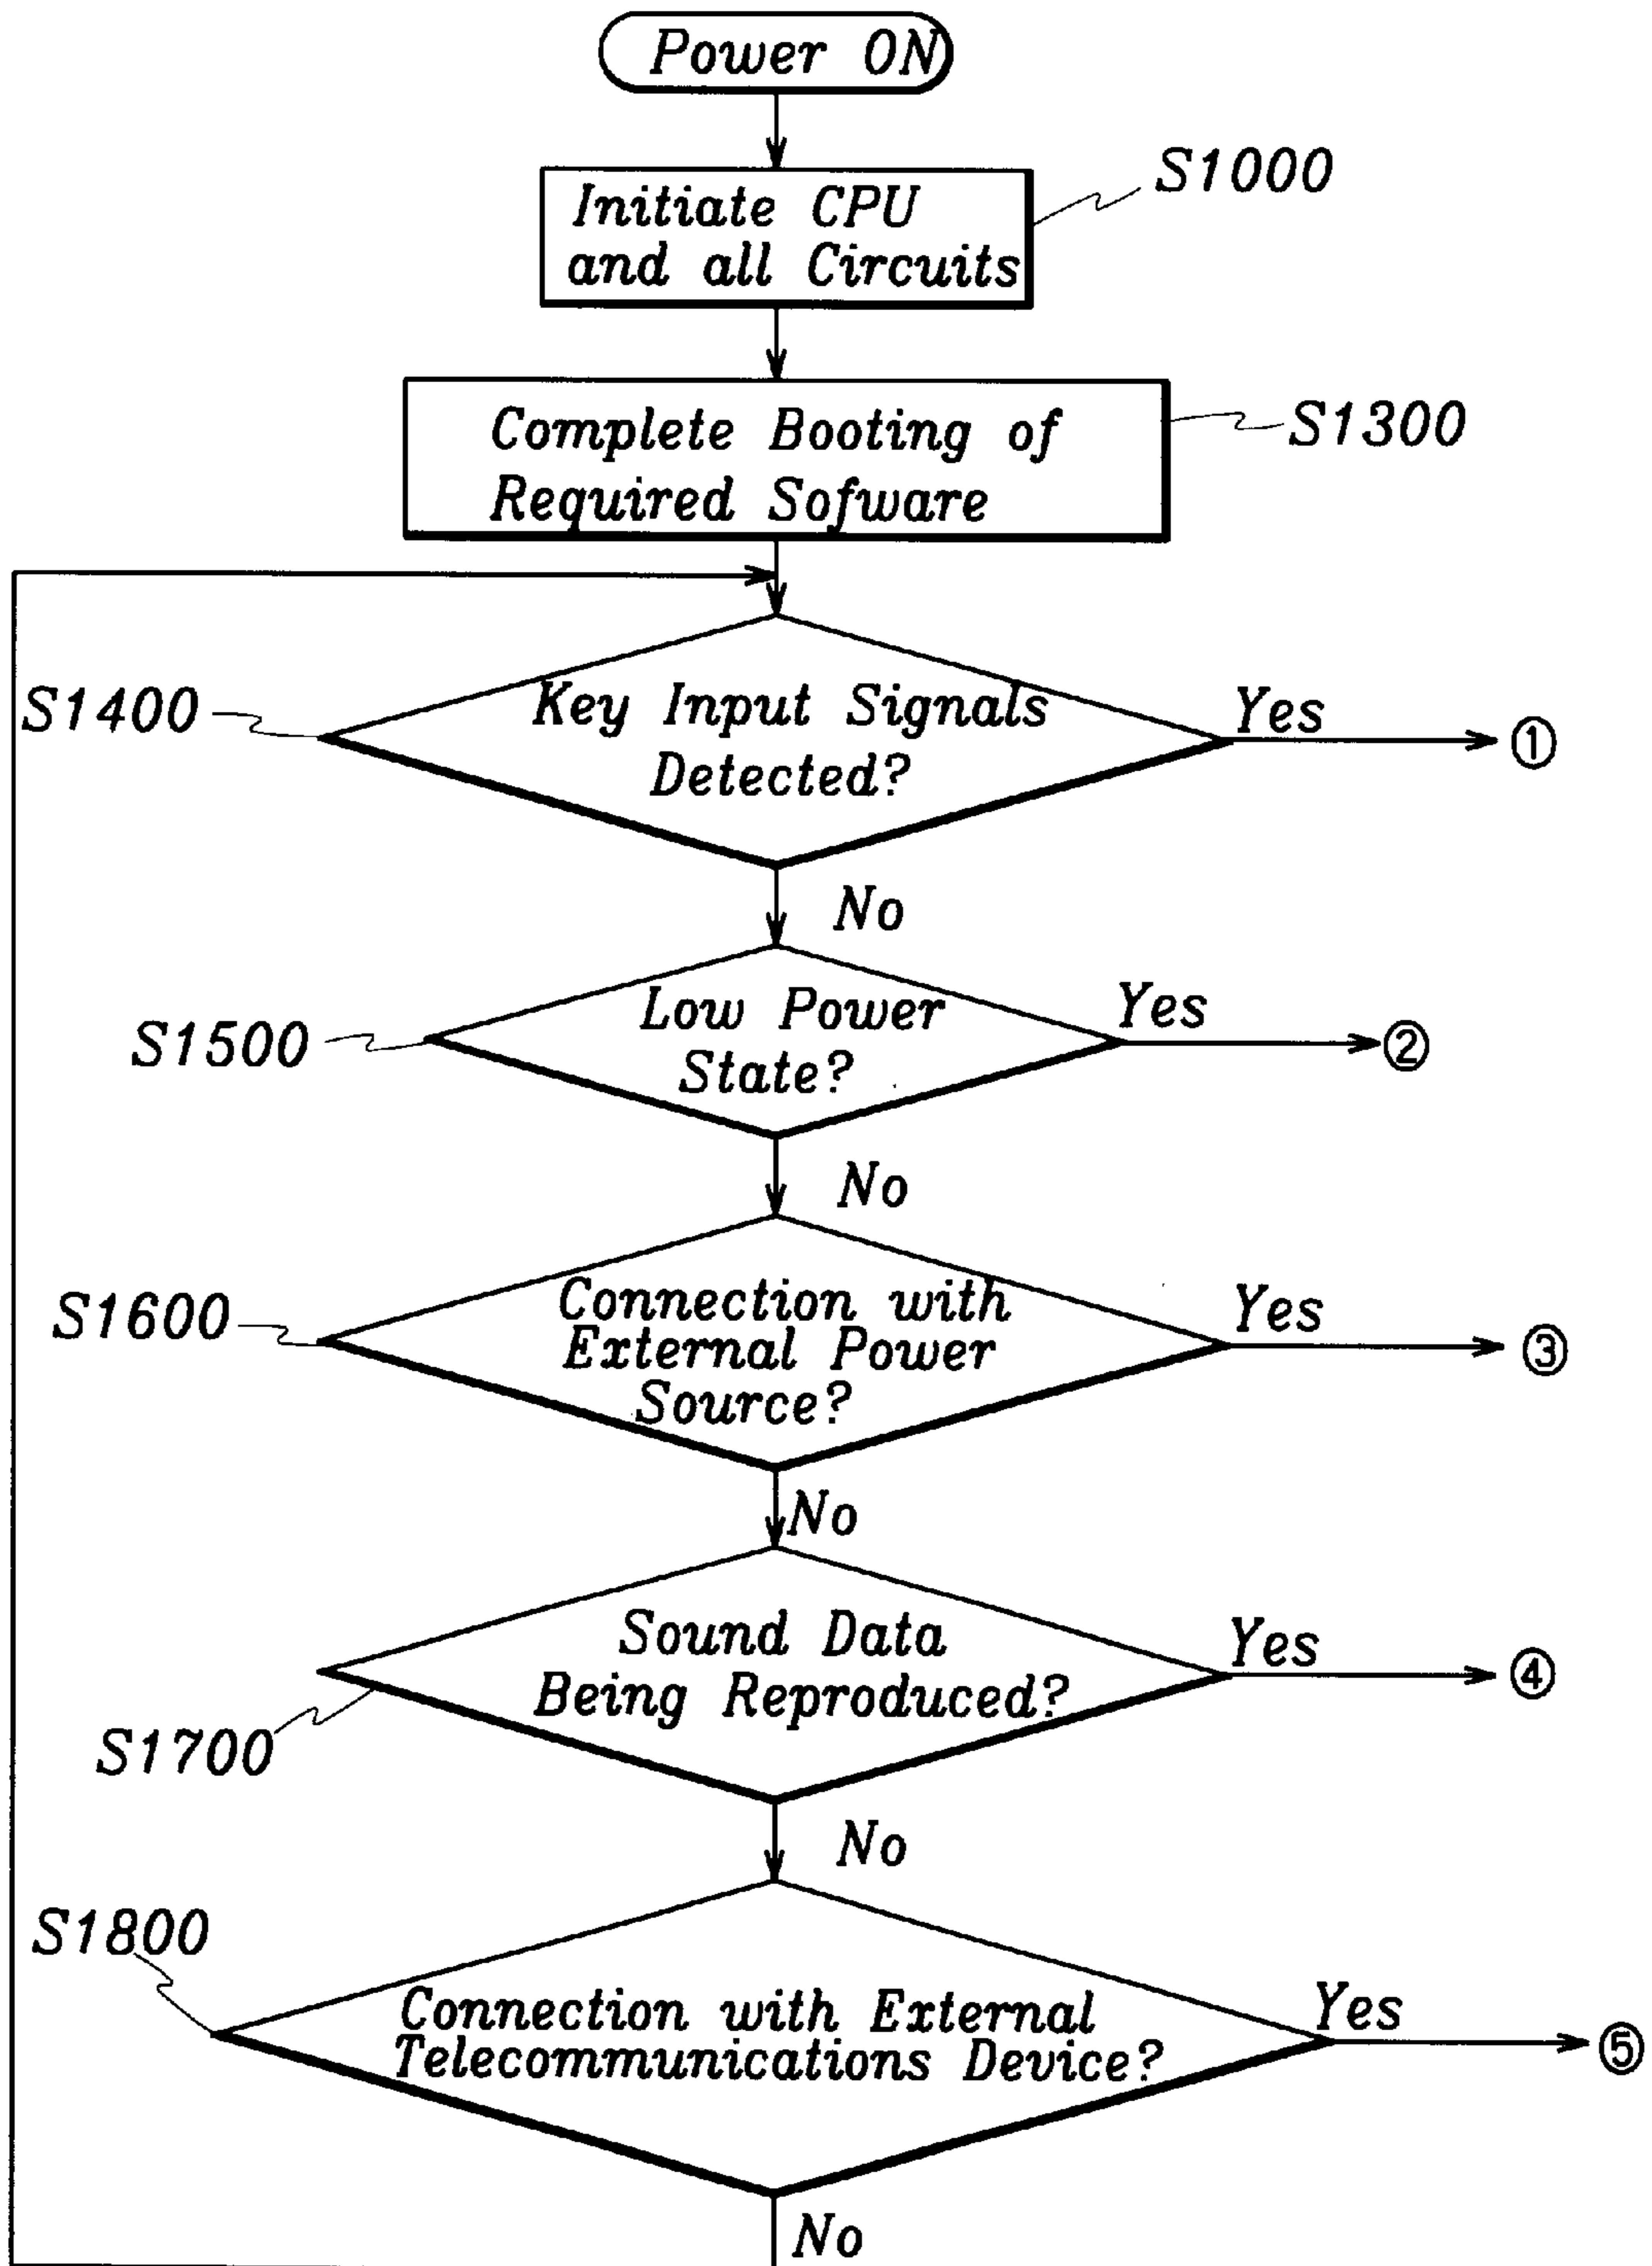 Power ON
S1000
Initiate CPU
and all Circuits
S1300
Complete Booting of
Required Sofware
S1400
Key Input Signals
Detected?
Yes
①
No
S1500
Low Power
State?
Yes
②
No
S1600
Connection with
External Power
Source?
Yes
③
No
Sound Data
Being Reproduced?
Yes
④
S1700
No
S1800
Connection with External
Telecommunications Device?
Yes
⑤
No